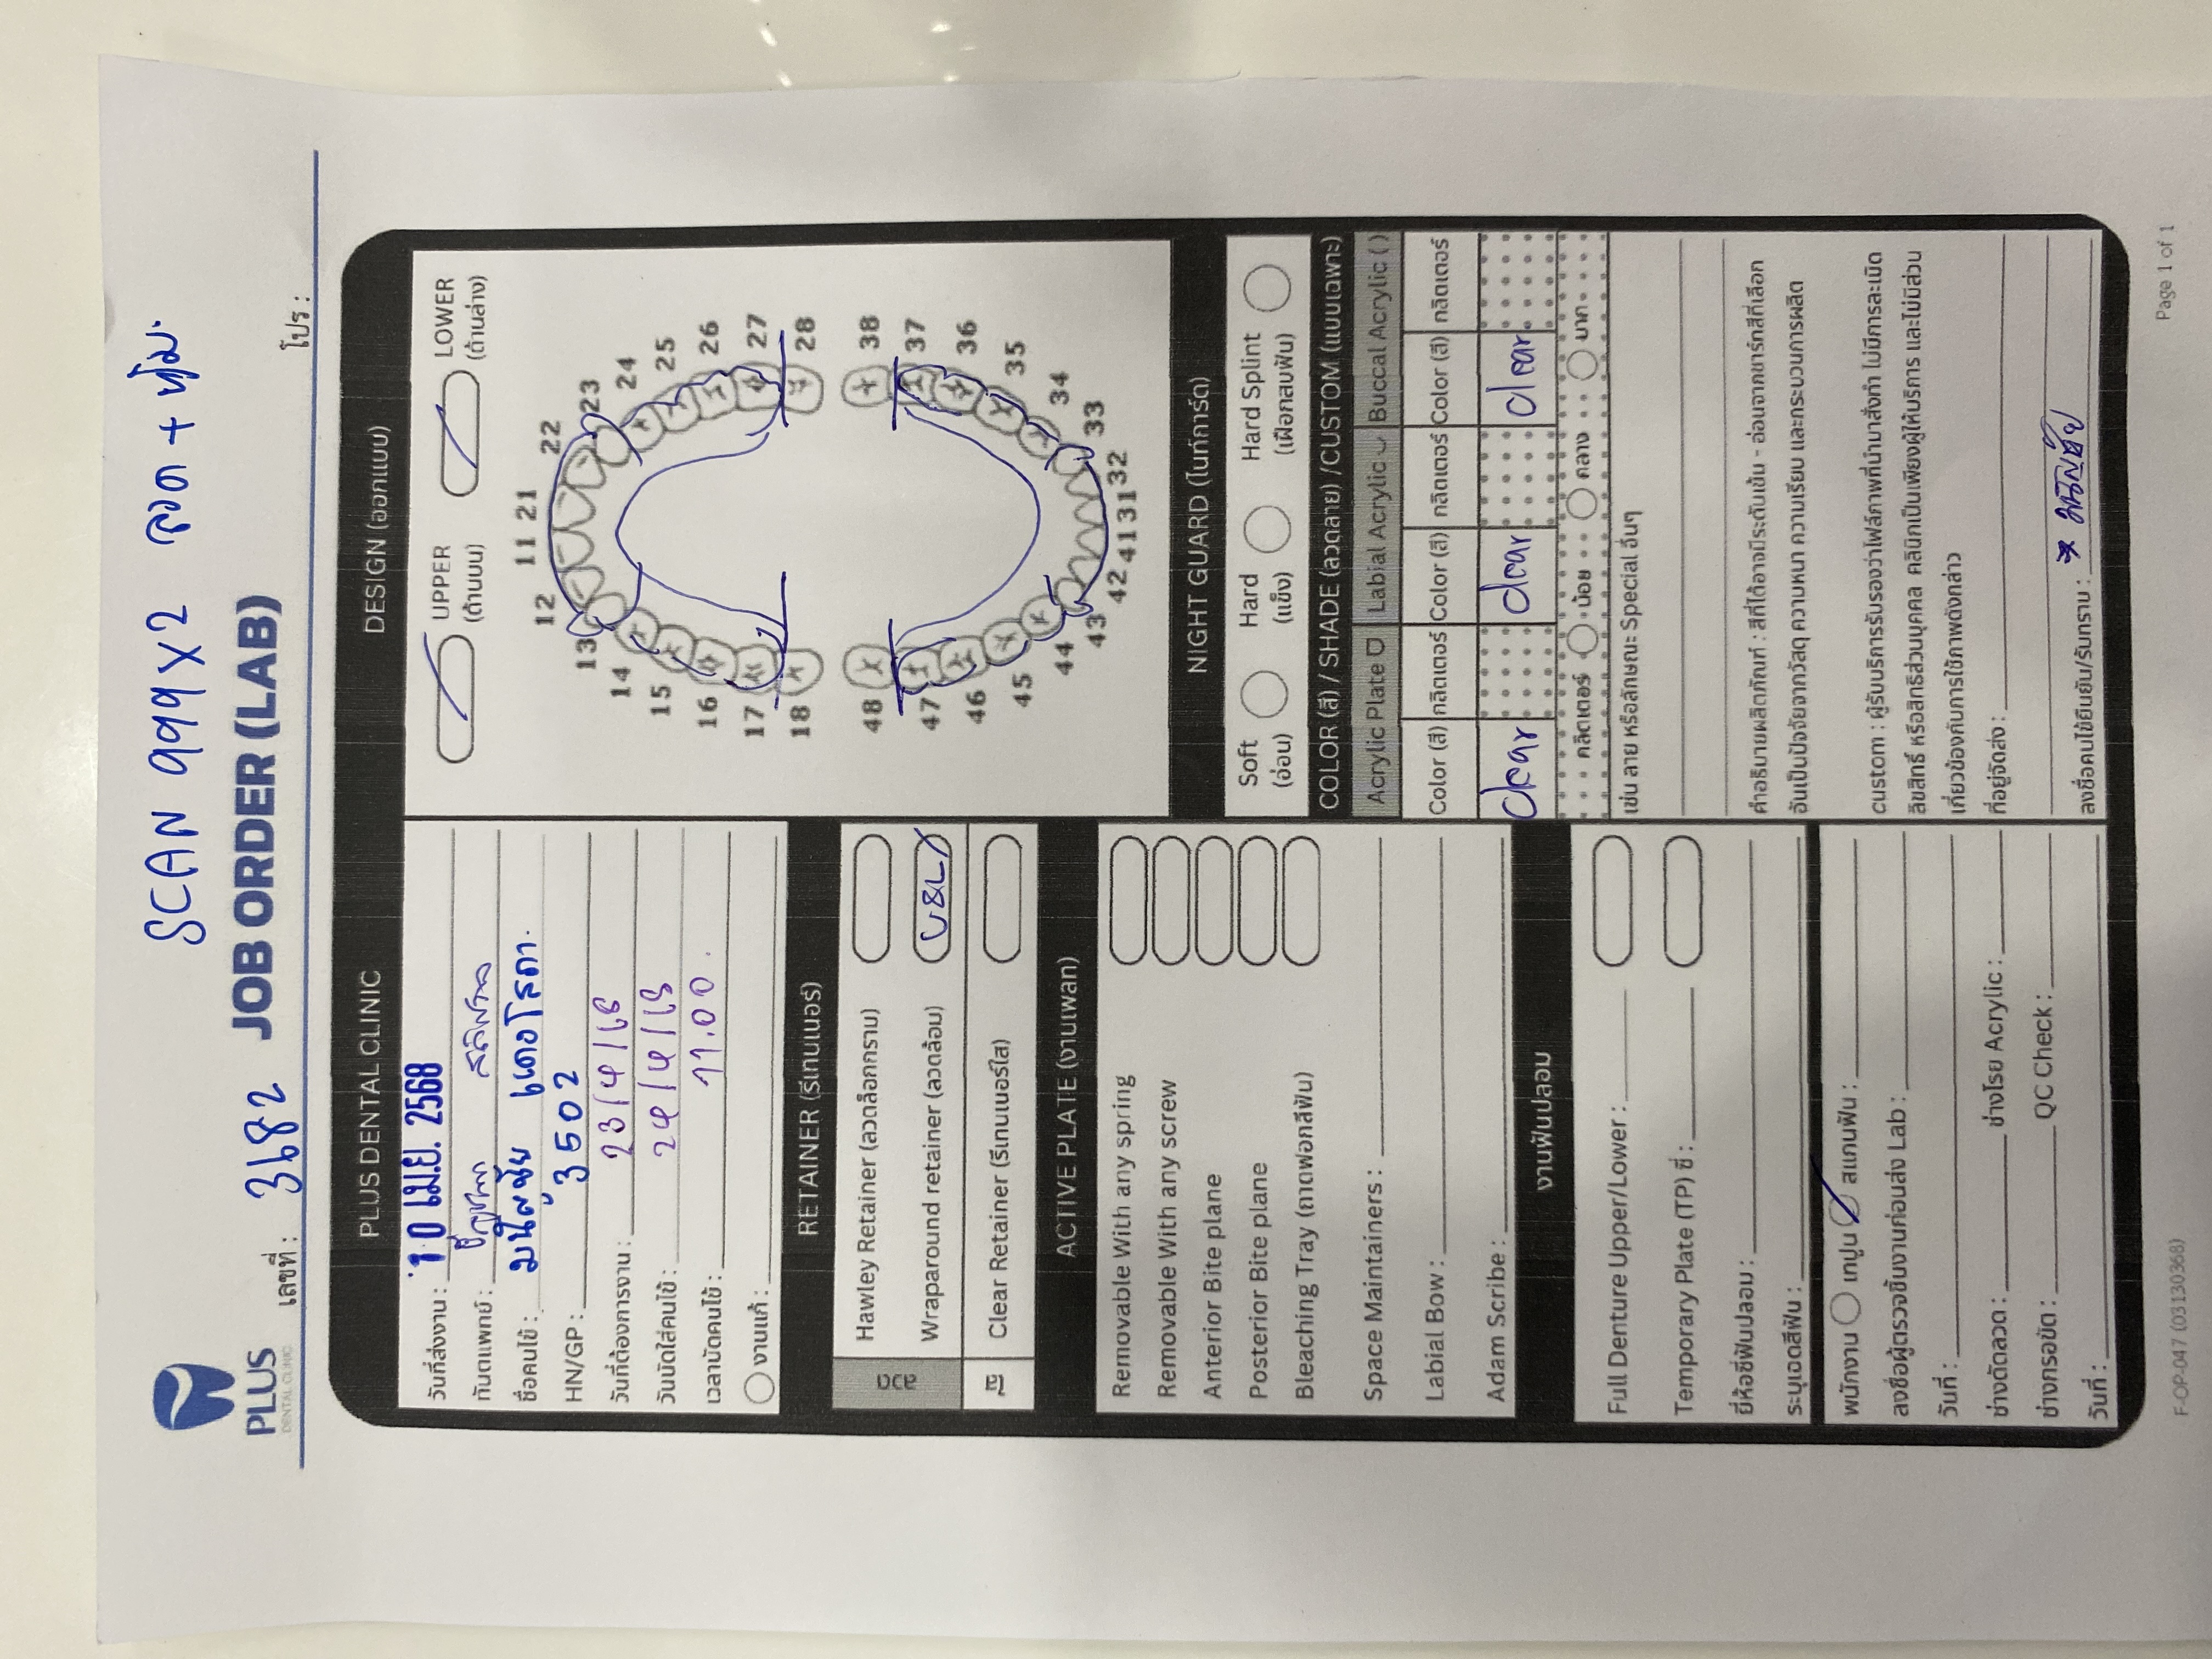 SCAN 999X2 ลวด + หุ้ม
PLUS
DENTAL CLINIC
เลขที่ : 3682
JOB ORDER (LAB)
โปร :
PLUS DENTAL CLINIC
วันที่ส่งงาน : 10 เม.ย. 2568
ทันตแพทย์ :
ชื่อคนไข้ :
HN/GP : 3502
วันที่ต้องการงาน : 23/4/68
วันนัดใส่คนไข้ : 24/4/68
เวลานัดคนไข้ : 11.00
งานแก้ :
RETAINER (รีเทนเนอร์)
ลวด
Hawley Retainer (ลวดล็อกกราม)
Wraparound retainer (ลวดล้อม)
ใส
Clear Retainer (รีเทนเนอร์ใส)
ACTIVE PLATE (งานเพลท)
Removable With any spring
Removable With any screw
Anterior Bite plane
Posterior Bite plane
Bleaching Tray (ถาดฟอกสีฟัน)
Space Maintainers :
Labial Bow :
Adam Scribe :
งานฟันปลอม
Full Denture Upper/Lower :
Temporary Plate (TP) ซี่ :
ยี่ห้อซี่ฟันปลอม :
ระบุเฉดสีฟัน :
พนักงาน เทปูน สแกนฟัน :
ลงชื่อผู้ตรวจชิ้นงานก่อนส่ง Lab :
วันที่ :
ช่างดัดลวด : ช่างโรย Acrylic :
ช่างกรอขัด : QC Check :
วันที่ :
DESIGN (ออกแบบ)
UPPER
(ด้านบน)
LOWER
(ด้านล่าง)
11 21
12 22
13 23
14 24
15 25
16 26
17 27
18 28
48 38
47 37
46 36
45 35
44 34
43 33
42 41 31 32
NIGHT GUARD (ไนท์การ์ด)
Soft
(อ่อน)
Hard
(แข็ง)
Hard Splint
(เฝือกสบฟัน)
COLOR (สี) / SHADE (ลวดลาย) /CUSTOM (แบบเฉพาะ)
Acrylic Plate Labial Acrylic Buccal Acrylic ( )
Color (สี) กลิตเตอร์ Color (สี) กลิตเตอร์ Color (สี) กลิตเตอร์
clear clear clear
กลิตเตอร์ น้อย กลาง มาก
เช่น ลาย หรือลักษณะ Special อื่นๆ
คำอธิบายผลิตภัณฑ์ : สีที่ได้อาจมีระดับเข้ม - อ่อนจากชาร์ทสีที่เลือก
อันเป็นปัจจัยจากวัสดุ ความหนา ความเรียบ และกระบวนการผลิต
custom : ผู้รับบริการรับรองว่าไฟล์ภาพที่นำมาสั่งทำ ไม่มีการละเมิด
ลิขสิทธิ์ หรือสิทธิส่วนบุคคล คลินิกเป็นเพียงผู้ให้บริการ และไม่มีส่วน
เกี่ยวข้องกับการใช้ภาพดังกล่าว
ที่อยู่จัดส่ง :
ลงชื่อคนไข้ยืนยัน/รับทราบ :
F-OP-047 (03130368)
Page 1 of 1